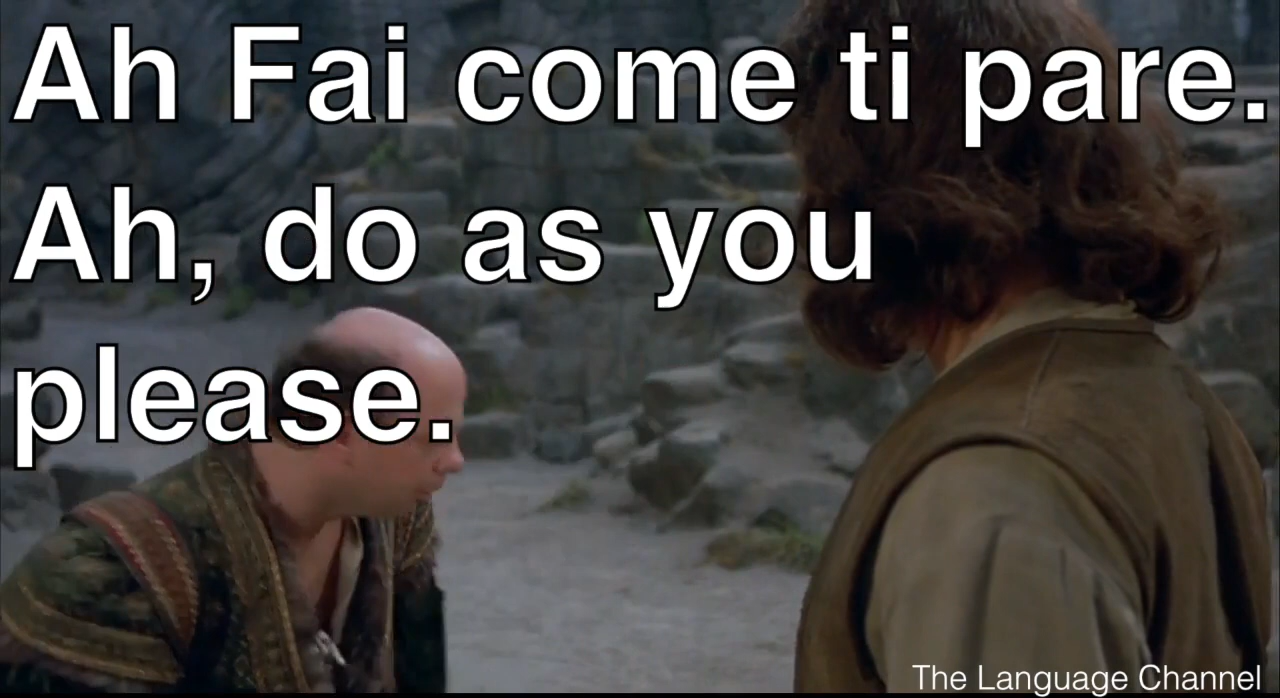 Ah Fai come ti pare.
Ah, do as you
please.
The Language Channel